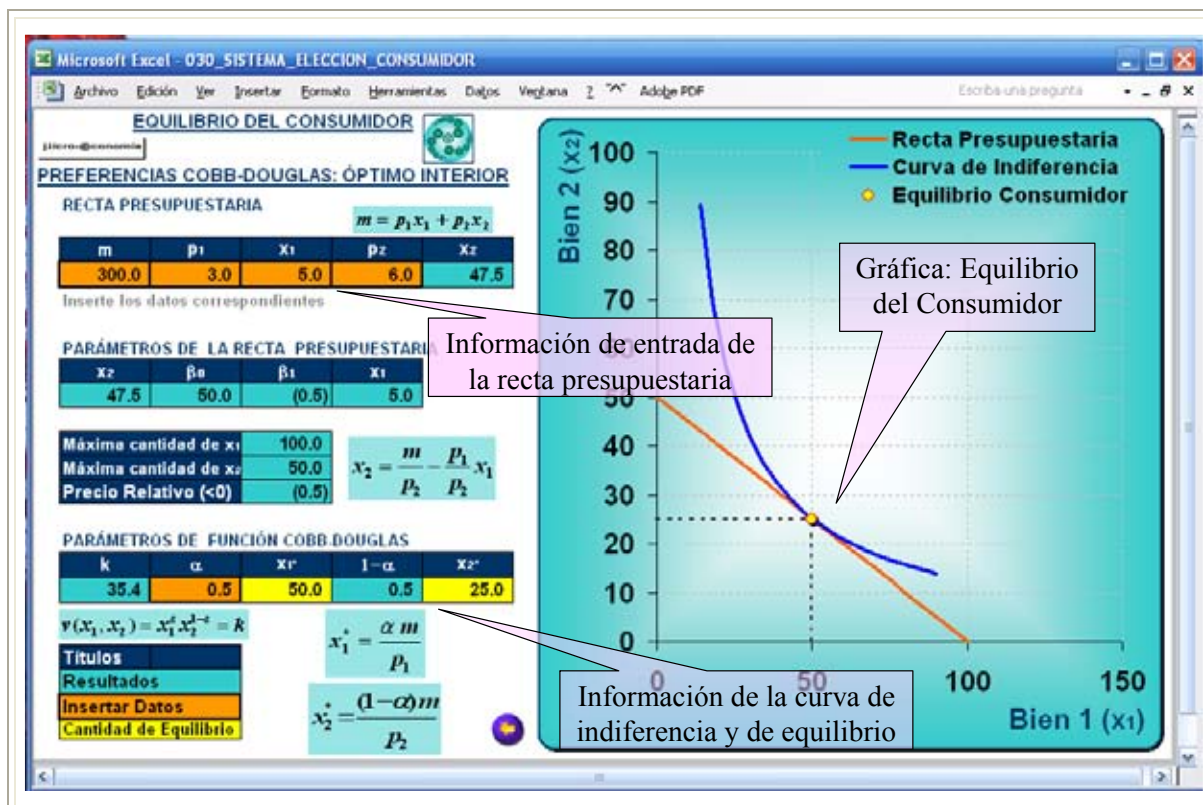 Microsoft Excel - 030_SISTEMA_ELECCION_CONSUMIDOR
Archivo Edición Ver Insertar Formato Herramientas Datos Ventana ? Adobe PDF Escriba una pregunta
EQUILIBRIO DEL CONSUMIDOR
micro@economía
PREFERENCIAS COBB-DOUGLAS: ÓPTIMO INTERIOR
RECTA PRESUPUESTARIA
m = p₁x₁ + p₂x₂
m p₁ x₁ p₂ x₂
300.0 3.0 5.0 6.0 47.5
Inserte los datos correspondientes
PARÁMETROS DE LA RECTA PRESUPUESTARIA
x₂ β₀ β₁ x₁
47.5 50.0 (0.5) 5.0
Máxima cantidad de x₁ 100.0
Máxima cantidad de x₂ 50.0
Precio Relativo (<0) (0.5)
x₂ = m/p₂ − p₁/p₂ x₁
PARÁMETROS DE FUNCIÓN COBB-DOUGLAS
k α x₁* 1-α x₂*
35.4 0.5 50.0 0.5 25.0
x₁* = α m / p₁
x₂* = (1−α)m / p₂
Títulos
Resultados
Insertar Datos
Cantidad de Equilibrio
Recta Presupuestaria
Curva de Indiferencia
Equilibrio Consumidor
Bien 2 (x₂)
100
90
80
70
50
40
30
20
10
0
0 50 100 150
Bien 1 (x₁)
Gráfica: Equilibrio
del Consumidor
Información de entrada de
la recta presupuestaria
Información de la curva de
indiferencia y de equilibrio